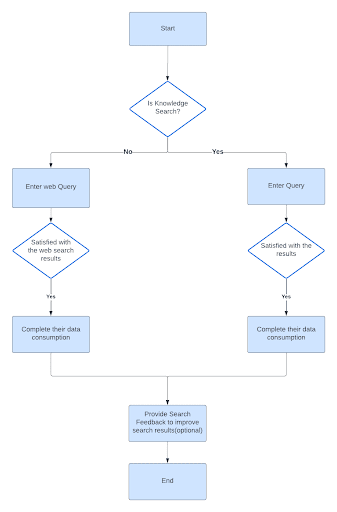 Start
Is Knowledge
Search?
No
Yes
Enter web Query
Enter Query
Satisfied with
the web search
results
Satisfied with the
results
Yes
Yes
Complete their data
consumption
Complete their data
consumption
Provide Search
Feedback to improve
search results(optional)
End